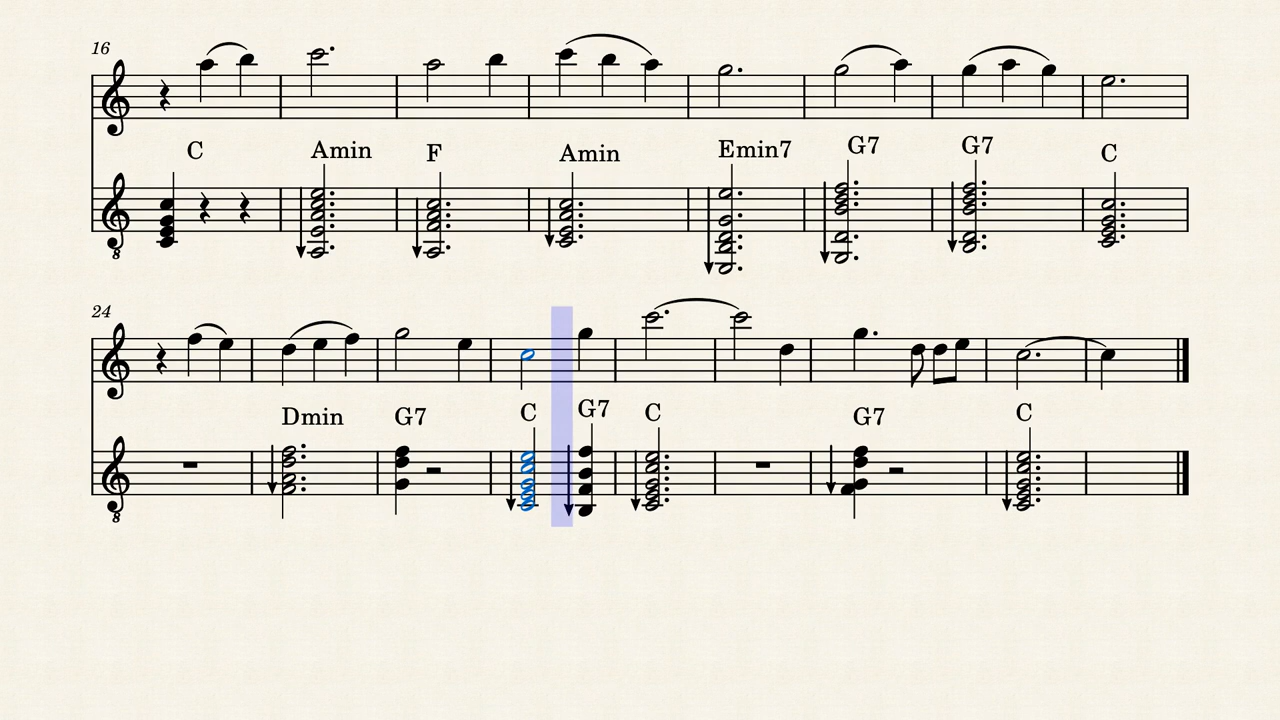 16
C Amin F Amin Emin7 G7 G7 C
8
24
Dmin G7 C G7 C G7 C
8